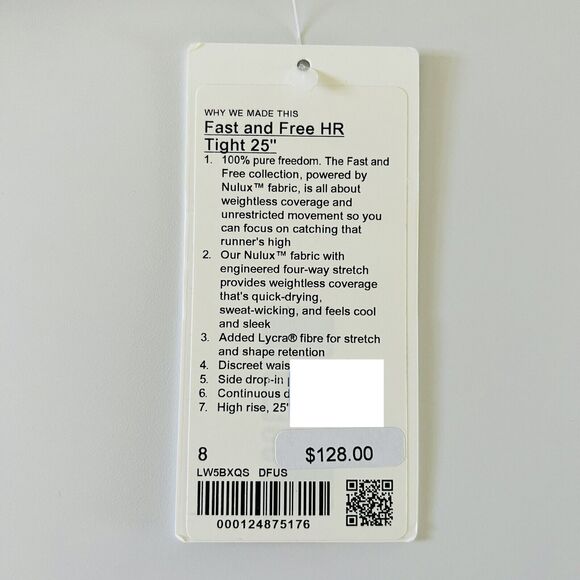 WHY WE MADE THIS
Fast and Free HR
Tight 25"
1. 100% pure freedom. The Fast and
Free collection, powered by
Nulux™ fabric, is all about
weightless coverage and
unrestricted movement so you
can focus on catching that
runner's high
2. Our Nulux™ fabric with
engineered four-way stretch
provides weightless coverage
that's quick-drying,
sweat-wicking, and feels cool
and sleek
3. Added Lycra® fibre for stretch
and shape retention
4. Discreet
5. Side drop-in
6. Continuous
7. High rise, 25"
8
$128.00
LW5BXQS DFUS
000124875176